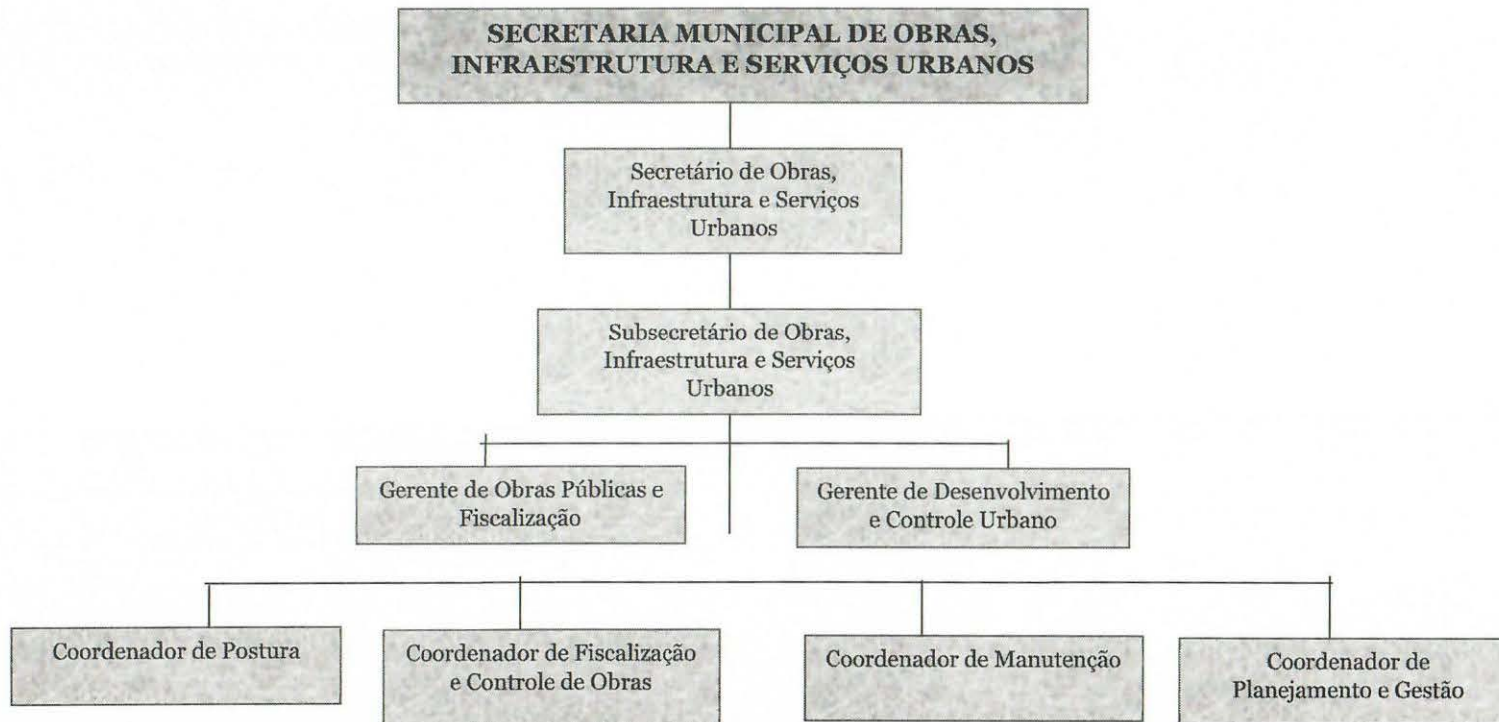 SECRETARIA MUNICIPAL DE OBRAS,
INFRAESTRUTURA E SERVIÇOS URBANOS
Secretário de Obras,
Infraestrutura e Serviços
Urbanos
Subsecretário de Obras,
Infraestrutura e Serviços
Urbanos
Gerente de Obras Públicas e
Fiscalização
Gerente de Desenvolvimento
e Controle Urbano
Coordenador de Postura
Coordenador de Fiscalização
e Controle de Obras
Coordenador de Manutenção
Coordenador de
Planejamento e Gestão